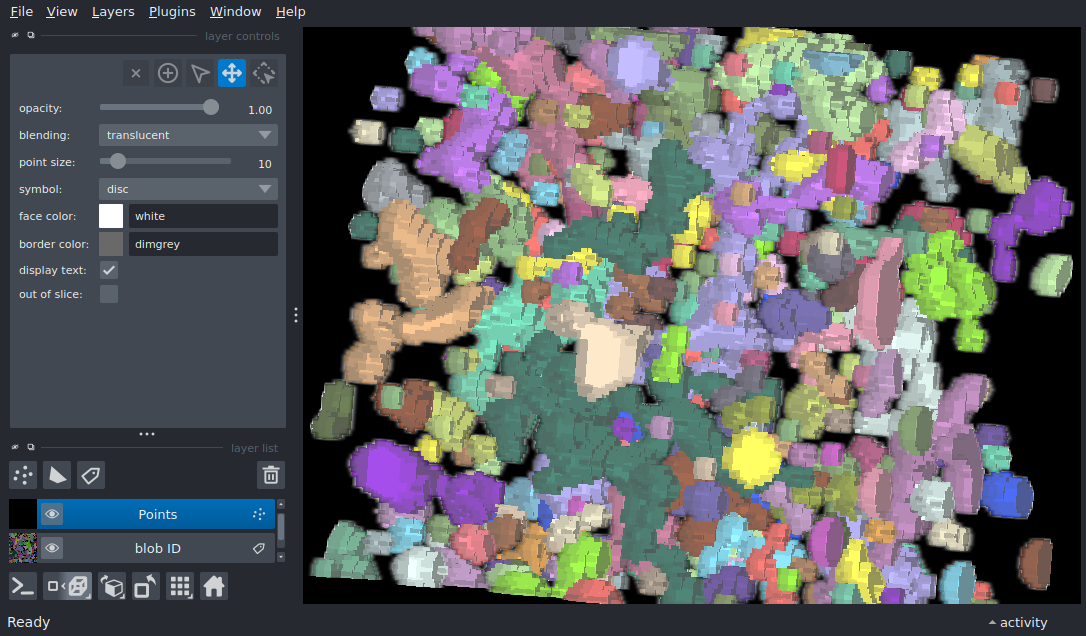 File View Layers Plugins Window Help
layer controls
opacity: 1.00
blending: translucent
point size: 10
symbol: disc
face color: white
border color: dimgrey
display text:
out of slice:
layer list
Points
blob ID
Ready
activity